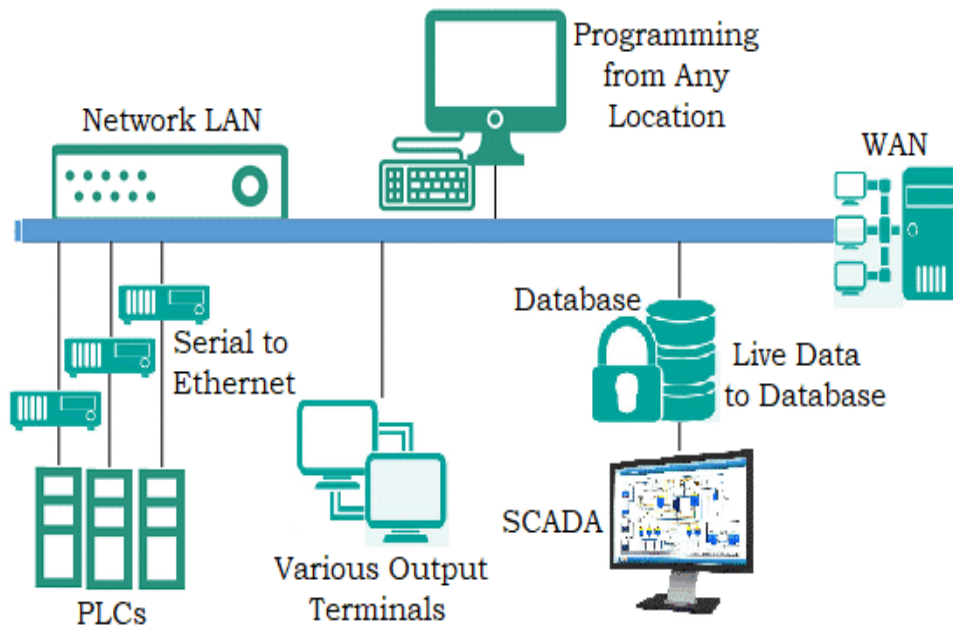 Programming
from Any
Location
Network LAN
WAN
Serial to
Ethernet
Database
Live Data
to Database
SCADA
Various Output
Terminals
PLCs